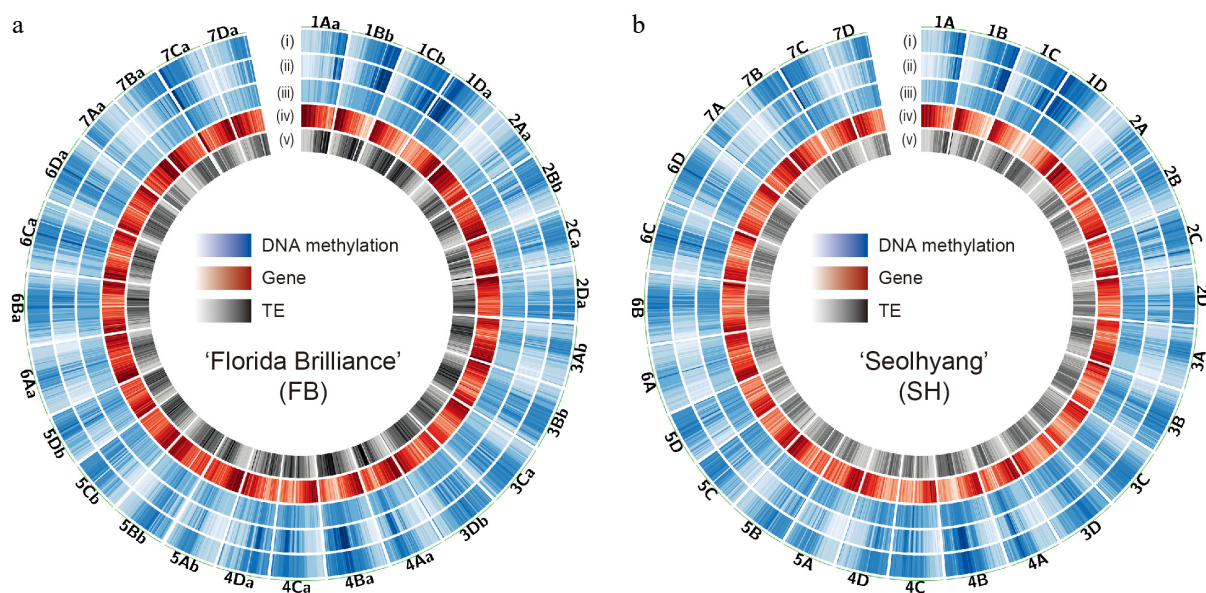 a
1Aa
1Bb
1Cb
1Da
2Aa
2Bb
2Ca
2Da
3Ab
3Bb
3Ca
3Db
4Aa
4Ba
4Ca
4Da
5Ab
5Bb
5Cb
5Db
6Aa
6Ba
6Ca
6Da
7Aa
7Ba
7Ca
7Da
(i)
(ii)
(iii)
(iv)
(v)
DNA methylation
Gene
TE
‘Florida Brilliance’
(FB)
b
1A
1B
1C
1D
2A
2B
2C
2D
3A
3B
3C
3D
4A
4B
4C
4D
5A
5B
5C
5D
6A
6B
6C
6D
7A
7B
7C
7D
(i)
(ii)
(iii)
(iv)
(v)
DNA methylation
Gene
TE
‘Seolhyang’
(SH)